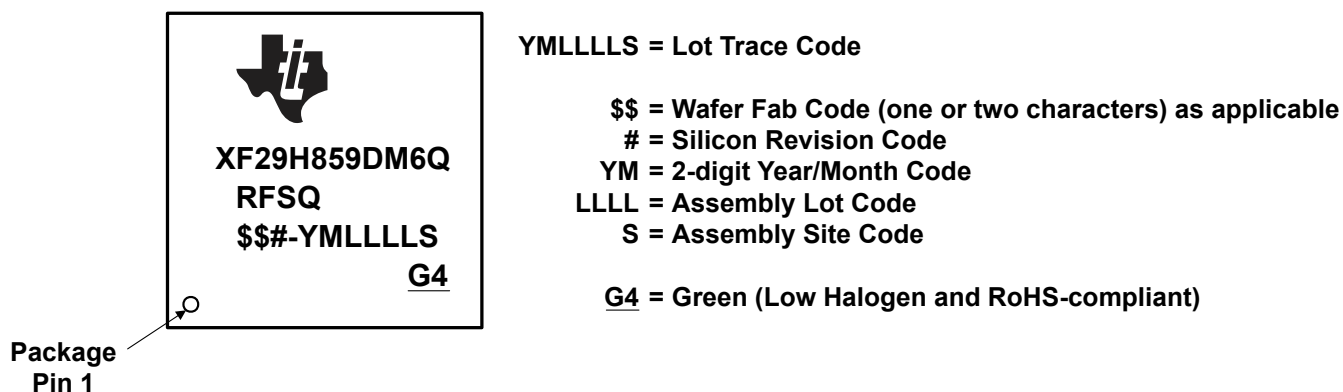 XF29H859DM6Q
RFSQ
$$#-YMLLLLS
G4
Package
Pin 1
YMLLLLS = Lot Trace Code
$$ = Wafer Fab Code (one or two characters) as applicable
# = Silicon Revision Code
YM = 2-digit Year/Month Code
LLLL = Assembly Lot Code
S = Assembly Site Code
G4 = Green (Low Halogen and RoHS-compliant)